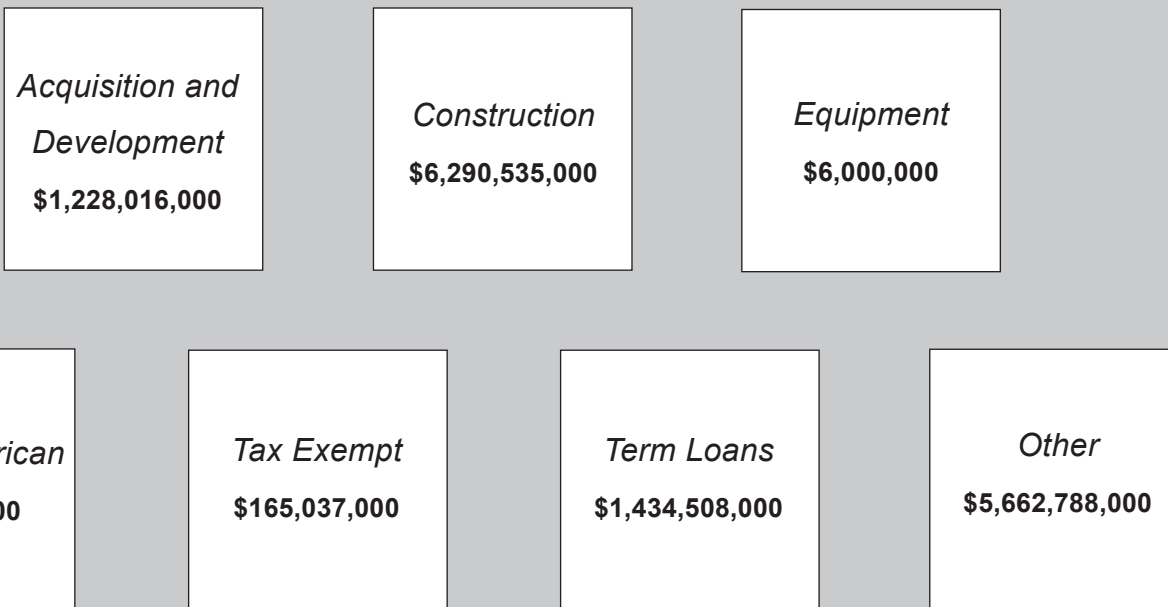 Acquisition and
Development
$1,228,016,000
Construction
$6,290,535,000
Equipment
$6,000,000
Tax Exempt
$165,037,000
Term Loans
$1,434,508,000
Other
$5,662,788,000